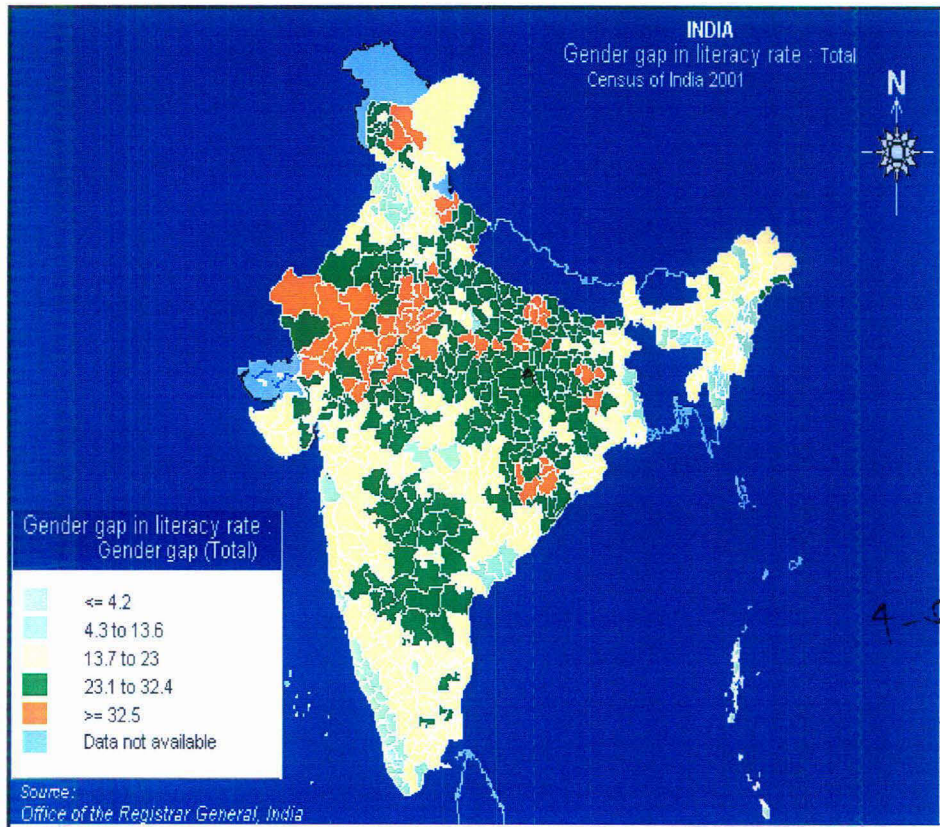 INDIA
Gender gap in literacy rate : Total
Census of India 2001
N
Gender gap in literacy rate :
Gender gap (Total)
<= 4.2
4.3 to 13.6
13.7 to 23
23.1 to 32.4
>= 32.5
Data not available
Source:
Office of the Registrar General, India